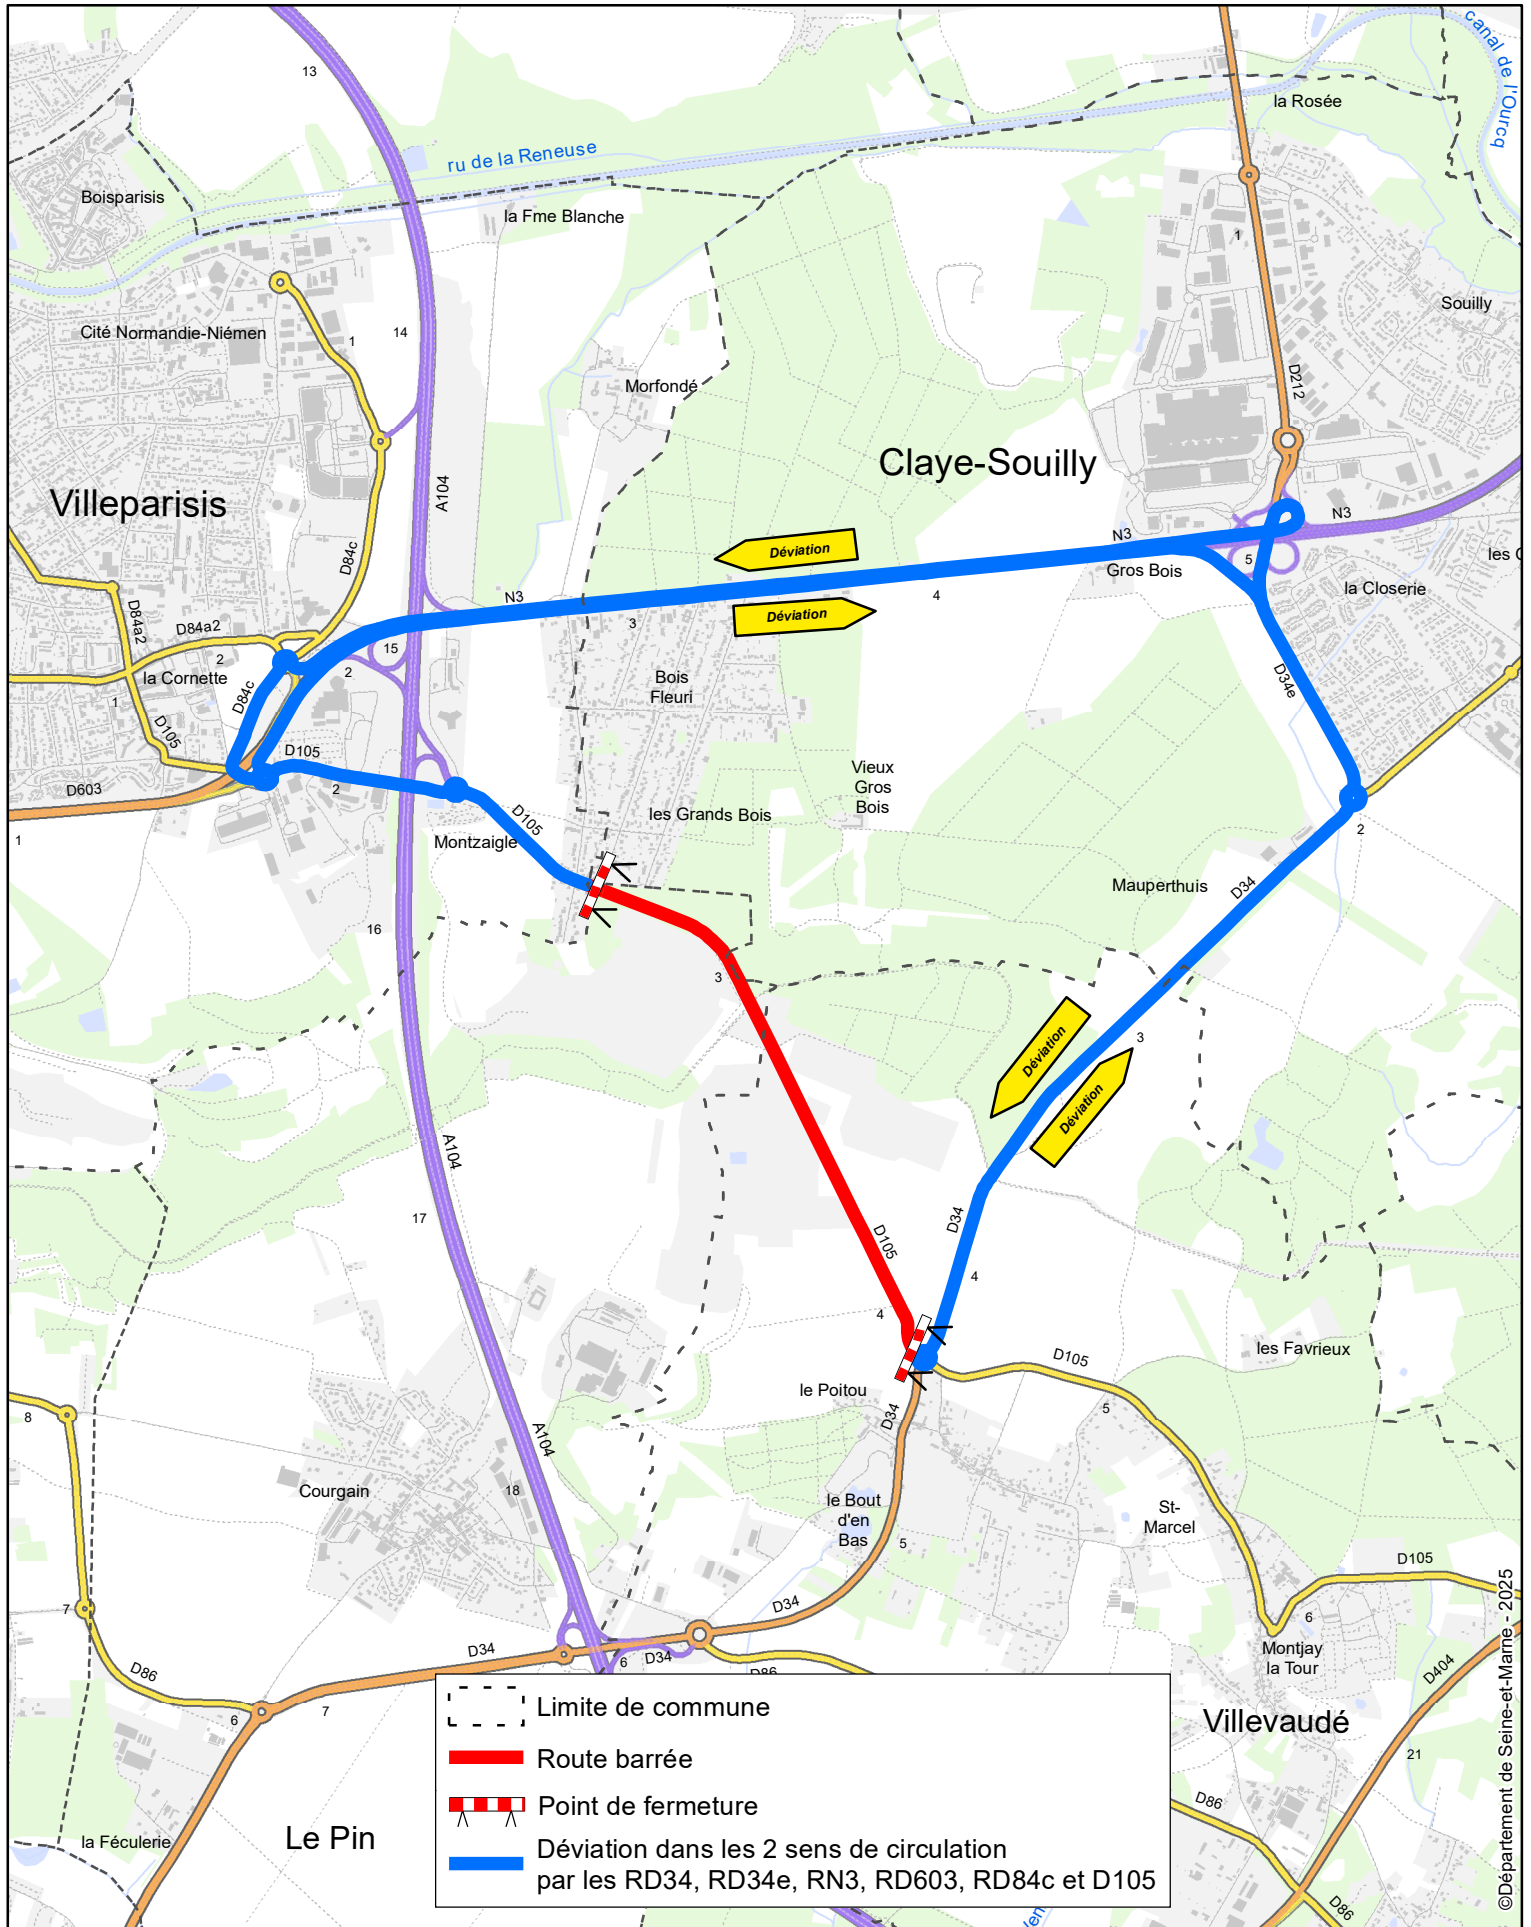 13
canal de l'Ourcq
la Rosée
ru de la Reneuse
Boisparisis
la Fme Blanche
1
Souilly
Cité Normandie-Niémen
1
14
Morfondé
D212
Claye-Souilly
Villeparisis
A104
N3
N3
Déviation
D84c
5
les C
Gros Bois
la Closerie
N3
4
Déviation
3
D84a2
D84a2
2
15
la Cornette
2
Bois
Fleuri
D34e
D84c
1
D105
D105
2
D603
Vieux
Gros
Bois
1
D105
les Grands Bois
Montzaigle
2
Mauperthuis
D34
16
3
Déviation
3
Déviation
A104
17
D34
D105
4
4
D105
les Favrieux
le Poitou
D34
5
8
A104
Courgain
18
le Bout
d'en
Bas
5
St-
Marcel
D105
7
D34
6
D34
6
D34
D86
Montjay
la Tour
D86
7
6
D404
Villevaudé
21
D86
la Féculerie
Le Pin
D86
Limite de commune
Route barrée
Point de fermeture
Déviation dans les 2 sens de circulation
par les RD34, RD34e, RN3, RD603, RD84c et D105
©Département de Seine-et-Marne - 2025